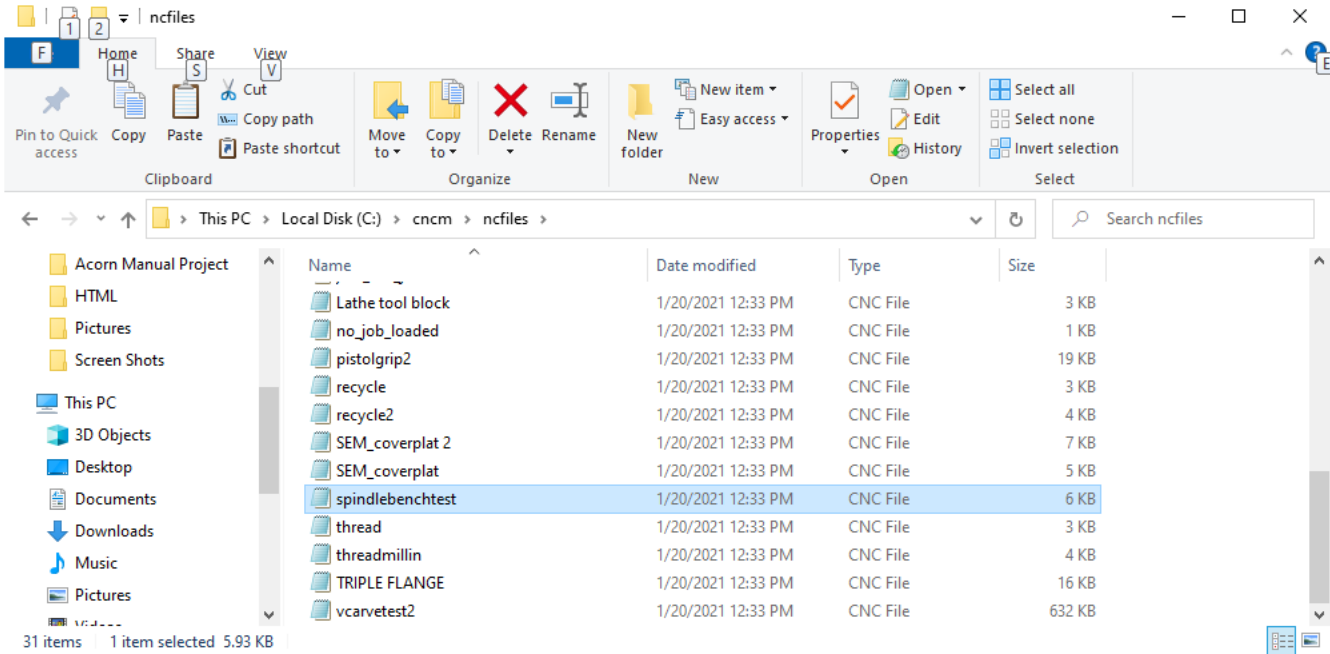 ncfiles
1
2
F
Home
Share
View
H
S
V
E
Pin to Quick access
Copy
Paste
Cut
Copy path
Paste shortcut
Clipboard
Move to
Copy to
Delete
Rename
Organize
New folder
New item
Easy access
New
Properties
Open
Edit
History
Open
Select all
Select none
Invert selection
Select
This PC > Local Disk (C:) > cncm > ncfiles >
Search ncfiles
Acorn Manual Project
HTML
Pictures
Screen Shots
This PC
3D Objects
Desktop
Documents
Downloads
Music
Pictures
Name Date modified Type Size
Lathe tool block 1/20/2021 12:33 PM CNC File 3 KB
no_job_loaded 1/20/2021 12:33 PM CNC File 1 KB
pistolgrip2 1/20/2021 12:33 PM CNC File 19 KB
recycle 1/20/2021 12:33 PM CNC File 3 KB
recycle2 1/20/2021 12:33 PM CNC File 4 KB
SEM_coverplat 2 1/20/2021 12:33 PM CNC File 7 KB
SEM_coverplat 1/20/2021 12:33 PM CNC File 5 KB
spindlebenchtest 1/20/2021 12:33 PM CNC File 6 KB
thread 1/20/2021 12:33 PM CNC File 3 KB
threadmillin 1/20/2021 12:33 PM CNC File 4 KB
TRIPLE FLANGE 1/20/2021 12:33 PM CNC File 16 KB
vcarvetest2 1/20/2021 12:33 PM CNC File 632 KB
31 items 1 item selected 5.93 KB